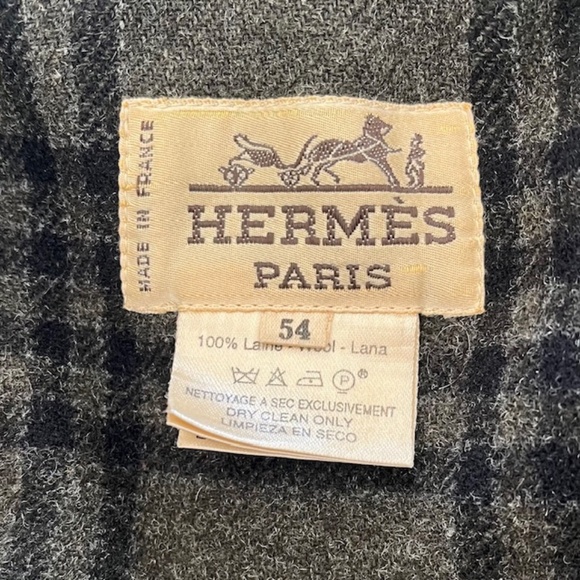 MADE IN FRANCE
HERMÈS
PARIS
54
100% Laine - Wool - Lana
P ®
NETTOYAGE A SEC EXCLUSIVEMENT
DRY CLEAN ONLY
LIMPIEZA EN SECO